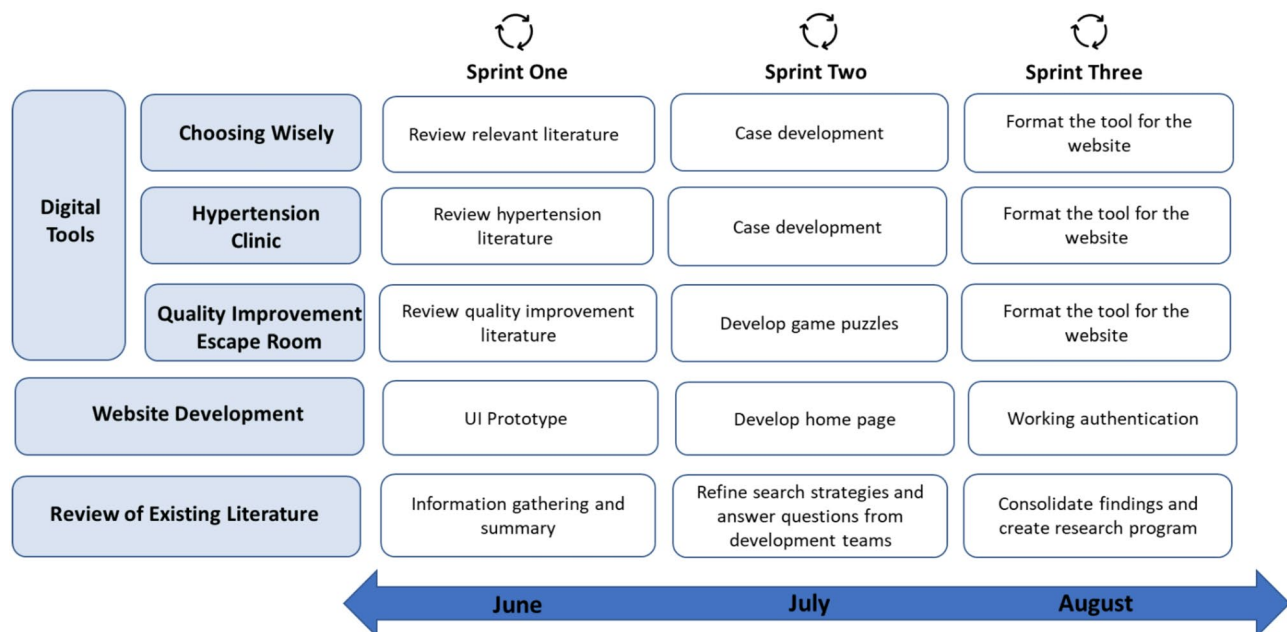 Sprint One
Sprint Two
Sprint Three
Digital
Tools
Choosing Wisely
Review relevant literature
Case development
Format the tool for the
website
Hypertension
Clinic
Review hypertension
literature
Case development
Format the tool for the
website
Quality Improvement
Escape Room
Review quality improvement
literature
Develop game puzzles
Format the tool for the
website
Website Development
UI Prototype
Develop home page
Working authentication
Review of Existing Literature
Information gathering and
summary
Refine search strategies and
answer questions from
development teams
Consolidate findings and
create research program
June
July
August